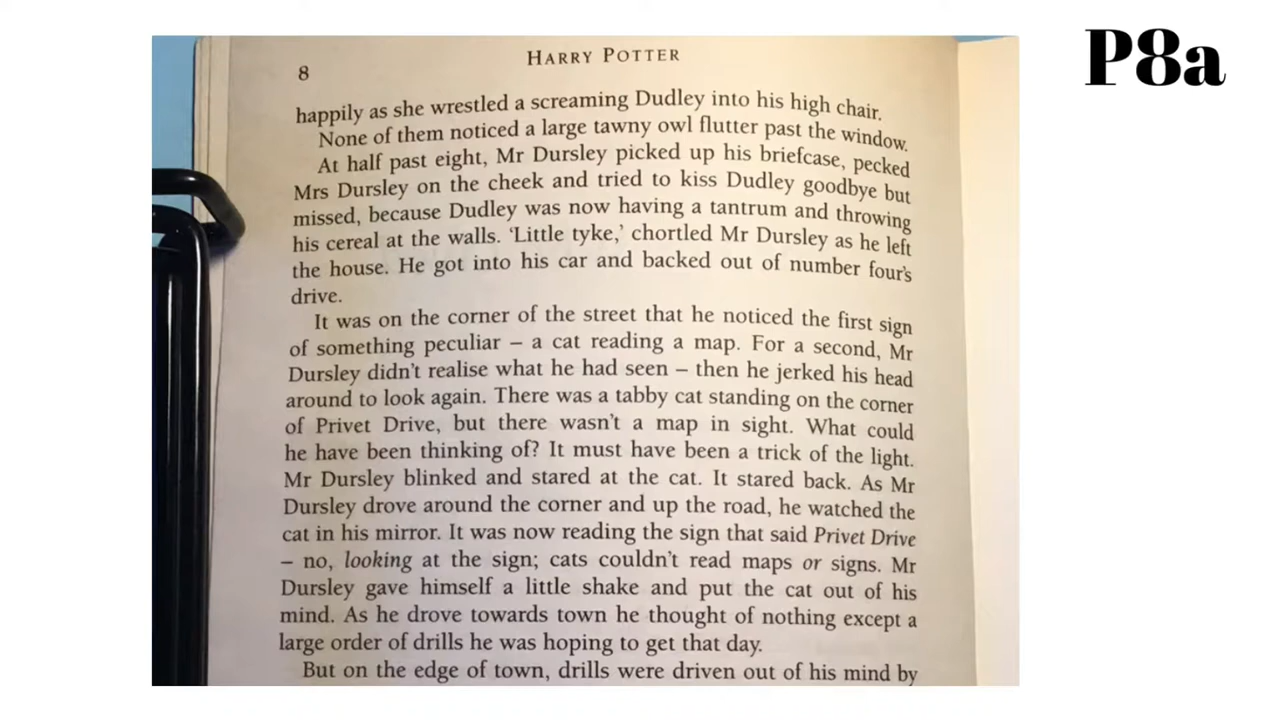 P8a
8
HARRY POTTER
happily as she wrestled a screaming Dudley into his high chair.
None of them noticed a large tawny owl flutter past the window.
At half past eight, Mr Dursley picked up his briefcase, pecked
Mrs Dursley on the cheek and tried to kiss Dudley goodbye but
missed, because Dudley was now having a tantrum and throwing
his cereal at the walls. ‘Little tyke,’ chortled Mr Dursley as he left
the house. He got into his car and backed out of number four’s
drive.
It was on the corner of the street that he noticed the first sign
of something peculiar – a cat reading a map. For a second, Mr
Dursley didn’t realise what he had seen – then he jerked his head
around to look again. There was a tabby cat standing on the corner
of Privet Drive, but there wasn’t a map in sight. What could
he have been thinking of? It must have been a trick of the light.
Mr Dursley blinked and stared at the cat. It stared back. As Mr
Dursley drove around the corner and up the road, he watched the
cat in his mirror. It was now reading the sign that said Privet Drive
– no, looking at the sign; cats couldn’t read maps or signs. Mr
Dursley gave himself a little shake and put the cat out of his
mind. As he drove towards town he thought of nothing except a
large order of drills he was hoping to get that day.
But on the edge of town, drills were driven out of his mind by